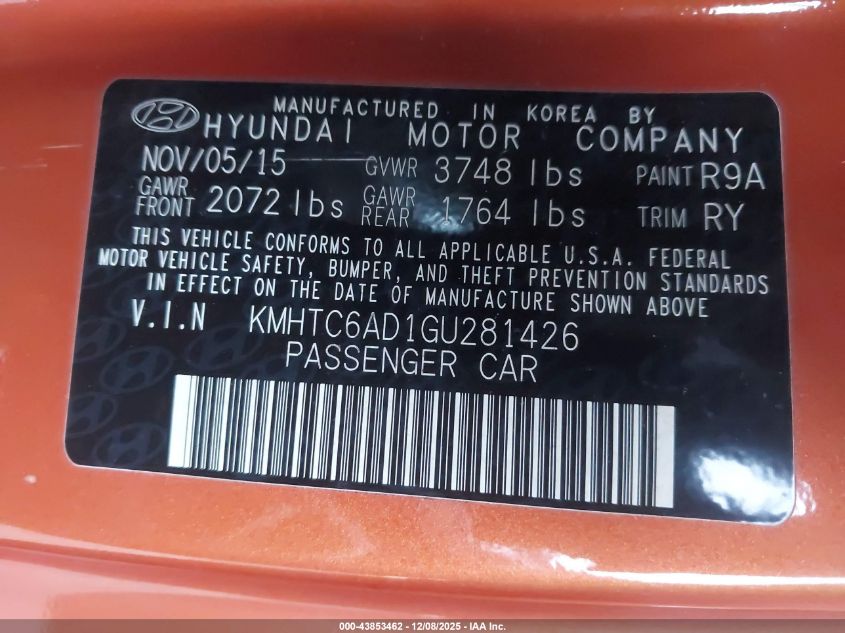 MANUFACTURED IN KOREA BY
HYUNDAI MOTOR COMPANY
NOV/05/15 GVWR 3748 lbs PAINT R9A
GAWR FRONT 2072 lbs GAWR REAR 1764 lbs TRIM RY
THIS VEHICLE CONFORMS TO ALL APPLICABLE U.S.A. FEDERAL
MOTOR VEHICLE SAFETY, BUMPER, AND THEFT PREVENTION STANDARDS
IN EFFECT ON THE DATE OF MANUFACTURE SHOWN ABOVE
V.I.N KMHTC6AD1GU281426
PASSENGER CAR
000-43853462 - 12/08/2025 - IAA Inc.